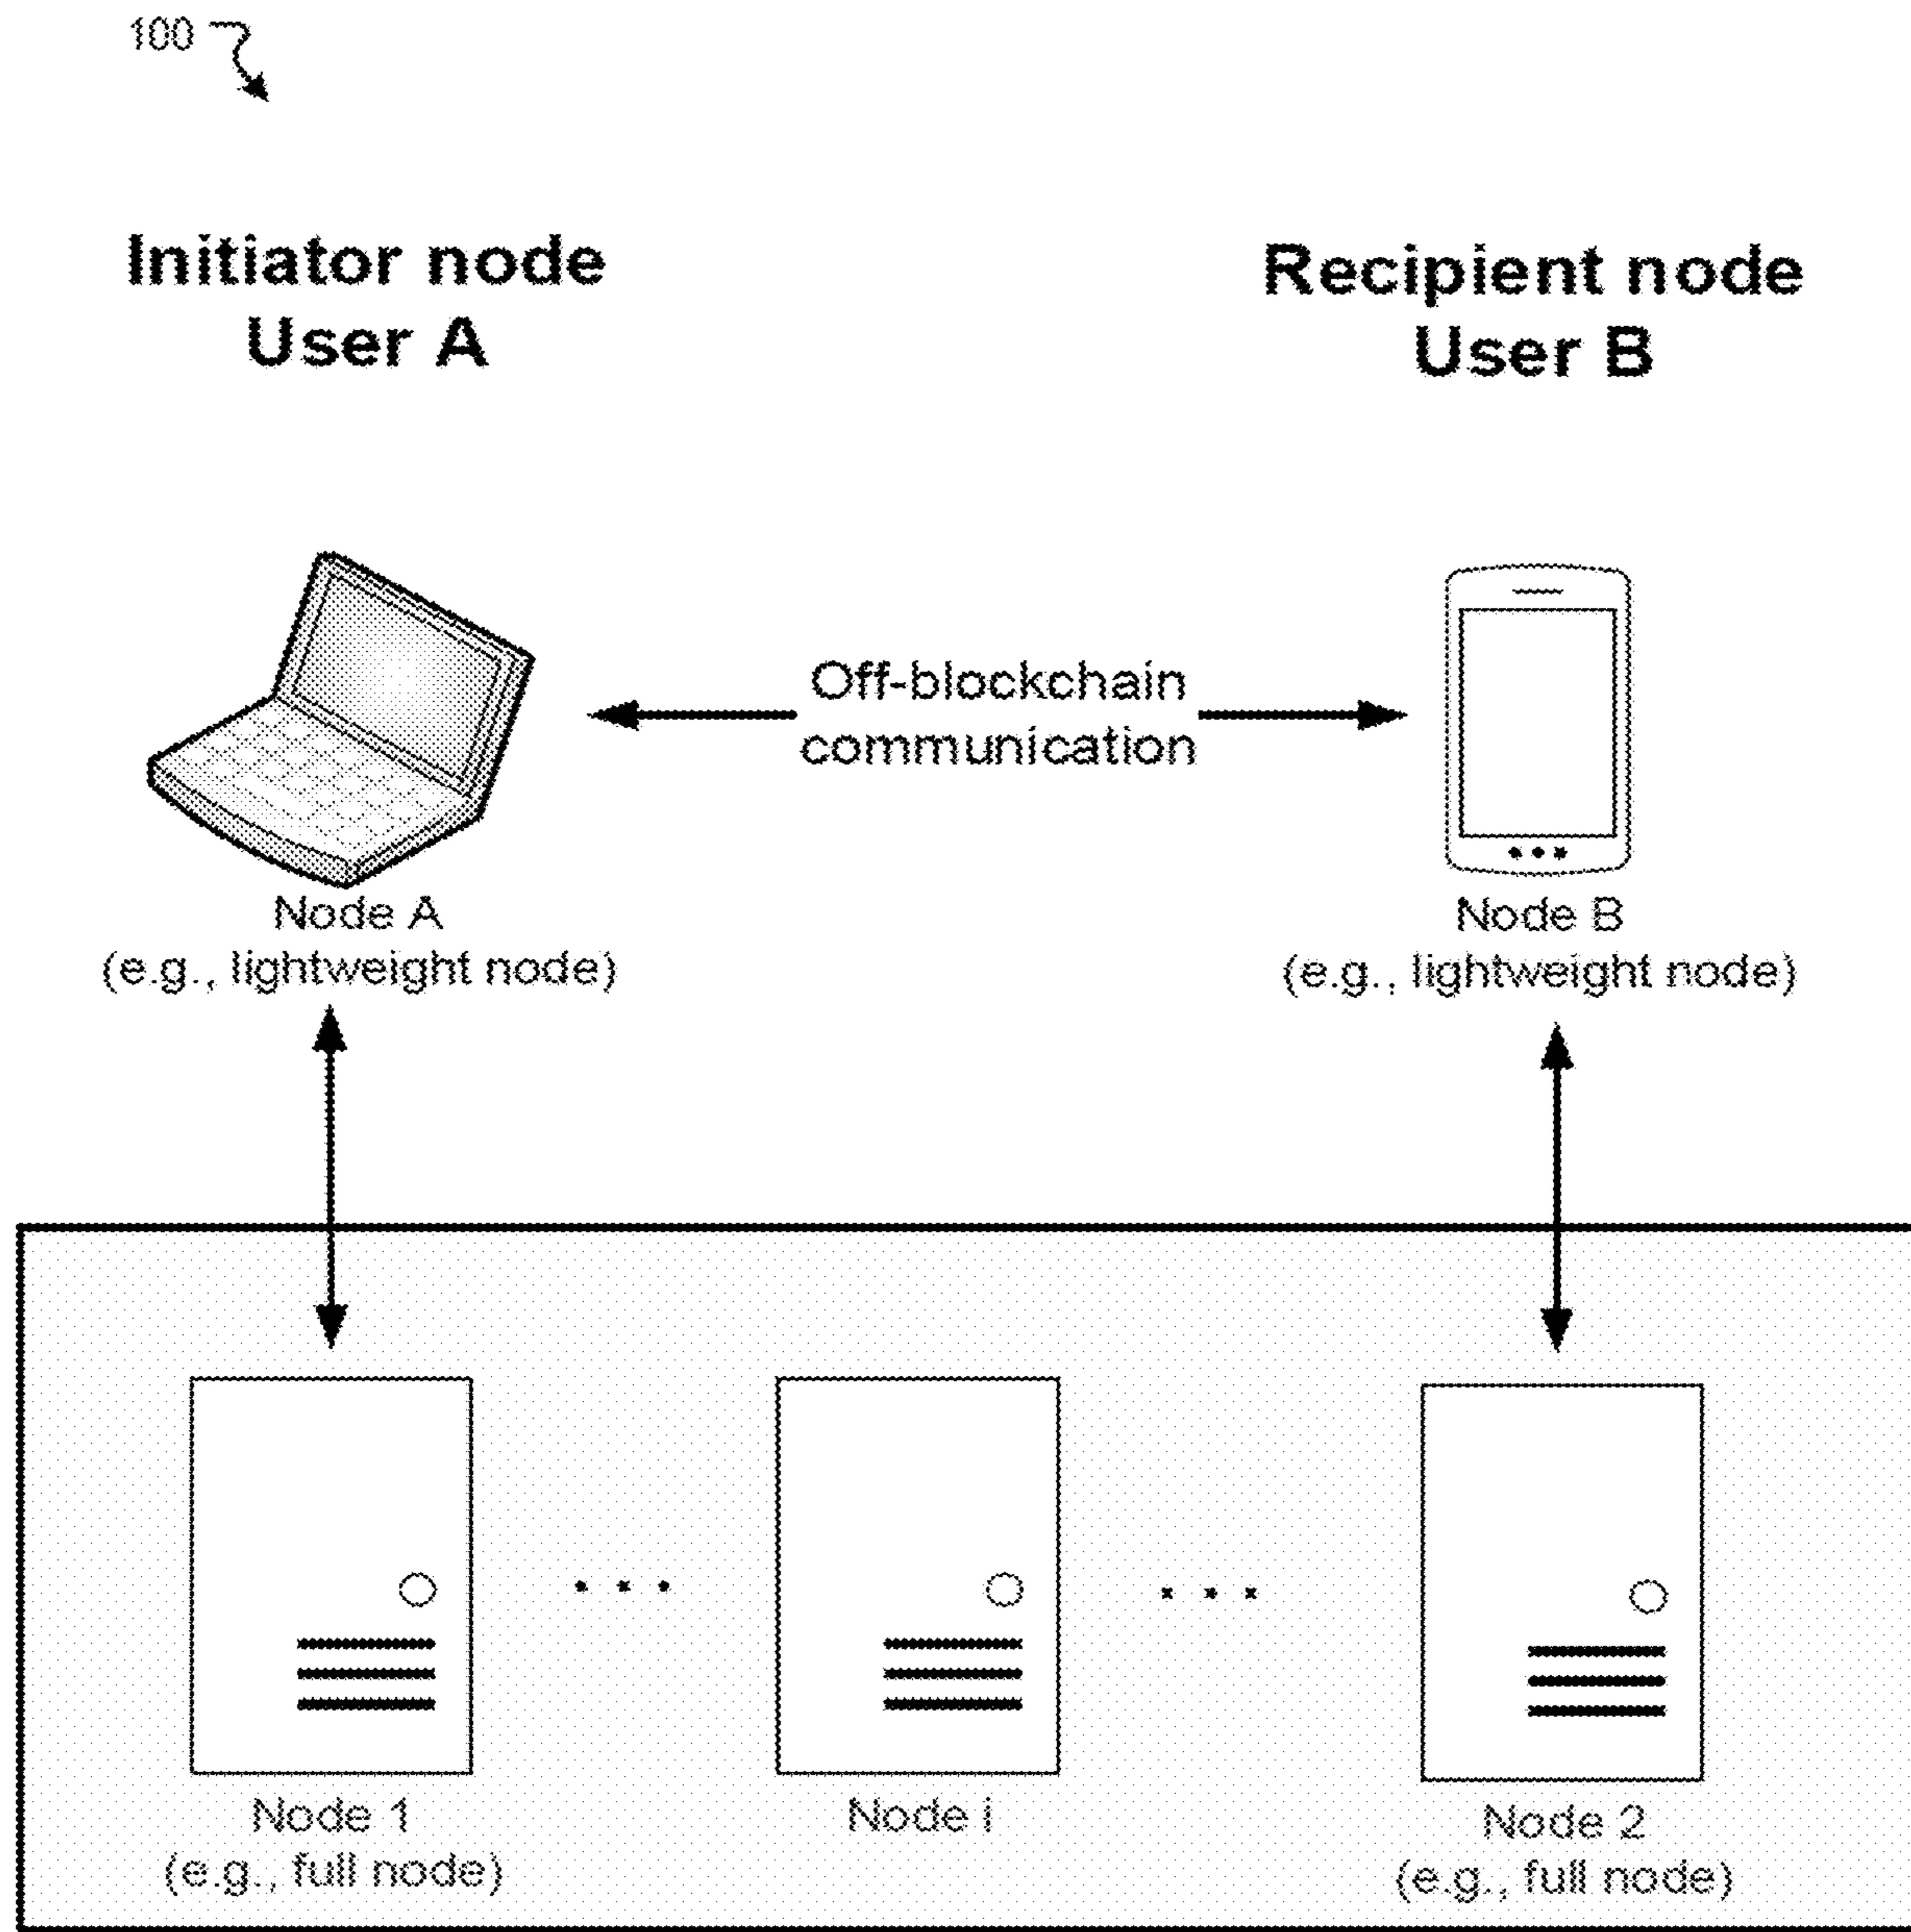 100
Initiator node
User A
Recipient node
User B
Off-blockchain
communication
Node A
(e.g., lightweight node)
Node B
(e.g., lightweight node)
Node 1
(e.g., full node)
Node i
Node 2
(e.g., full node)